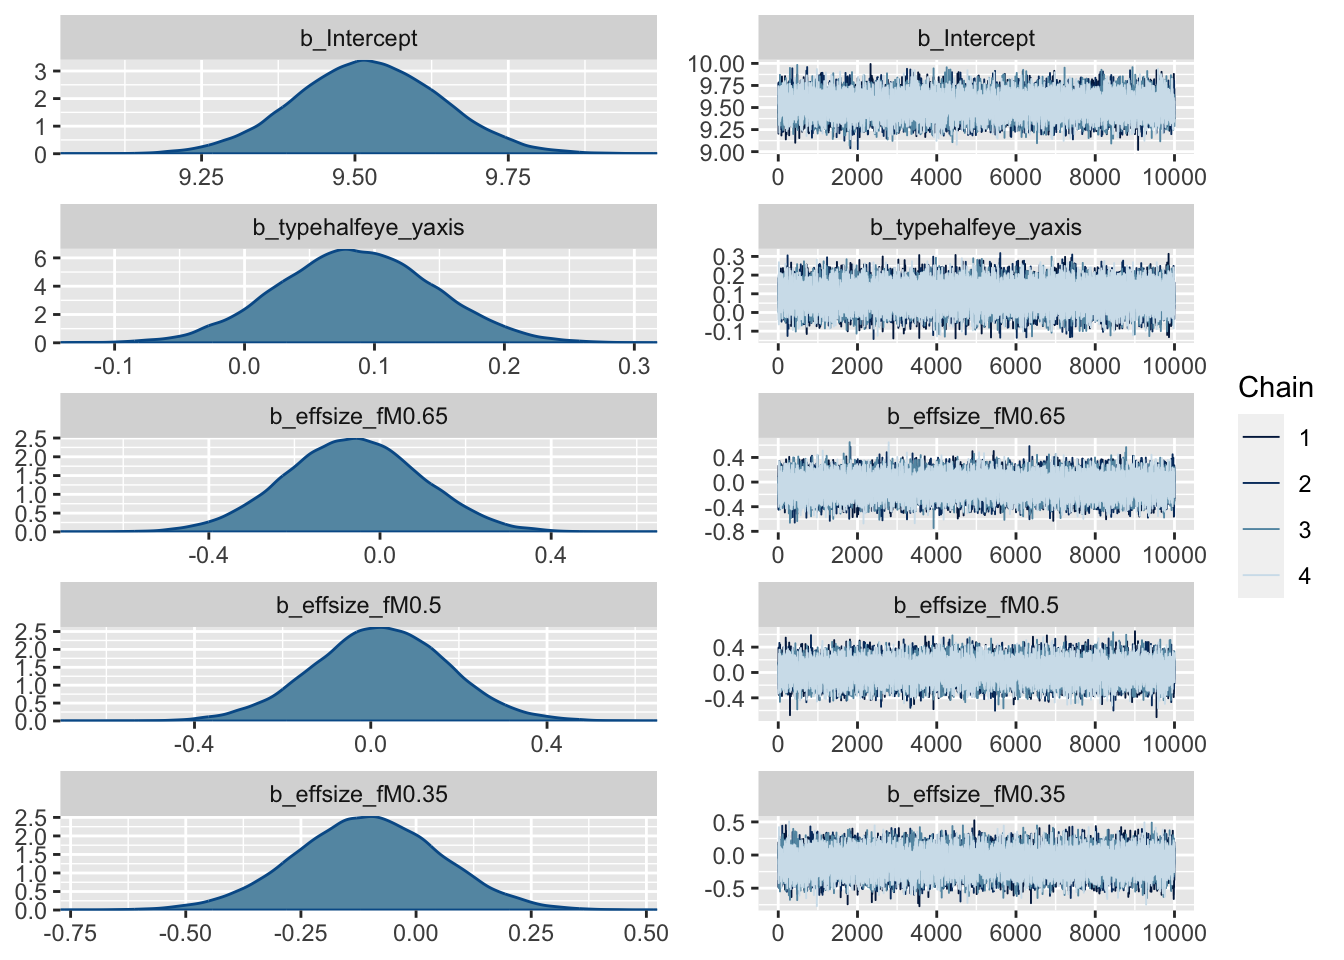 b_Intercept
3
2
1
0
9.25 9.50 9.75
b_Intercept
10.00
9.75
9.50
9.25
9.00
0 2000 4000 6000 8000 10000
b_typehalfeye_yaxis
6
4
2
0
-0.1 0.0 0.1 0.2 0.3
b_typehalfeye_yaxis
0.3
0.2
0.1
0.0
-0.1
0 2000 4000 6000 8000 10000
b_effsize_fM0.65
2.5
2.0
1.5
1.0
0.5
0.0
-0.4 0.0 0.4
b_effsize_fM0.65
0.4
0.0
-0.4
-0.8
0 2000 4000 6000 8000 10000
b_effsize_fM0.5
2.5
2.0
1.5
1.0
0.5
0.0
-0.4 0.0 0.4
b_effsize_fM0.5
0.4
0.0
-0.4
0 2000 4000 6000 8000 10000
b_effsize_fM0.35
2.5
2.0
1.5
1.0
0.5
0.0
-0.75 -0.50 -0.25 0.00 0.25 0.50
b_effsize_fM0.35
0.5
0.0
-0.5
0 2000 4000 6000 8000 10000
Chain
1
2
3
4